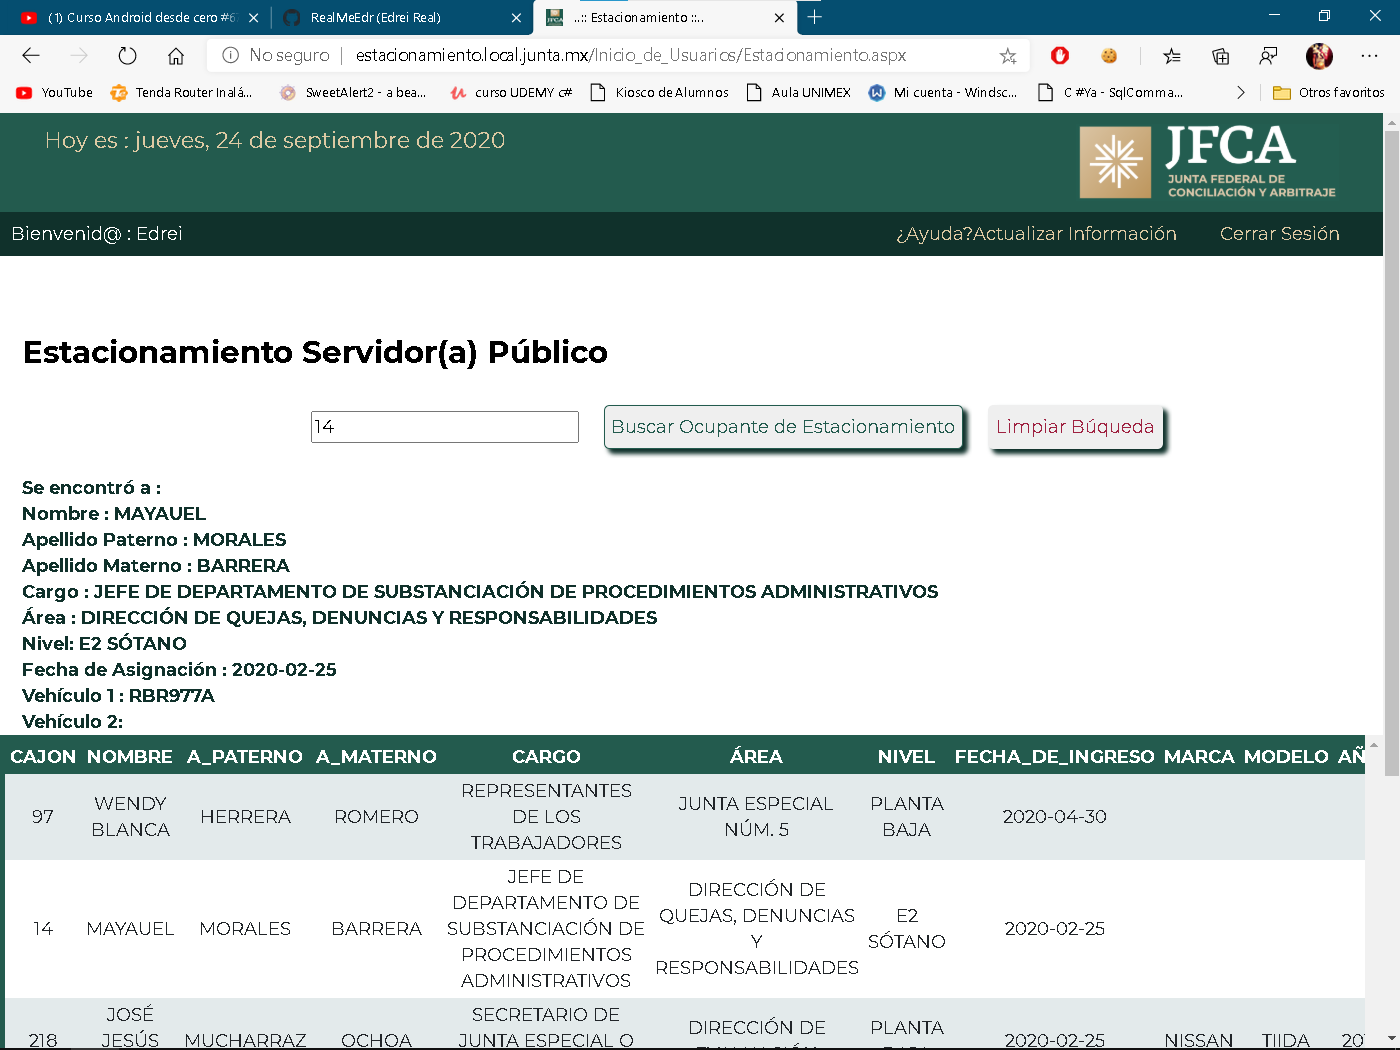 (1) Curso Android desde cero #6
RealMeEdr (Edrei Real)
..:: Estacionamiento ::..
No seguro | estacionamiento.local.junta.mx/Inicio_de_Usuarios/Estacionamiento.aspx
YouTube
Tenda Router Inalá...
SweetAlert2 - a bea...
curso UDEMY c#
Kiosco de Alumnos
Aula UNIMEX
Mi cuenta - Windsc...
C #Ya - SqlComma...
Otros favoritos
Hoy es : jueves, 24 de septiembre de 2020
JFCA
JUNTA FEDERAL DE
CONCILIACIÓN Y ARBITRAJE
Bienvenid@ : Edrei
¿Ayuda?Actualizar Información
Cerrar Sesión
Estacionamiento Servidor(a) Público
14
Buscar Ocupante de Estacionamiento
Limpiar Búqueda
Se encontró a :
Nombre : MAYAUEL
Apellido Paterno : MORALES
Apellido Materno : BARRERA
Cargo : JEFE DE DEPARTAMENTO DE SUBSTANCIACIÓN DE PROCEDIMIENTOS ADMINISTRATIVOS
Área : DIRECCIÓN DE QUEJAS, DENUNCIAS Y RESPONSABILIDADES
Nivel: E2 SÓTANO
Fecha de Asignación : 2020-02-25
Vehículo 1 : RBR977A
Vehículo 2:
CAJON NOMBRE A_PATERNO A_MATERNO CARGO ÁREA NIVEL FECHA_DE_INGRESO MARCA MODELO AÑ
97
WENDY
BLANCA
HERRERA
ROMERO
REPRESENTANTES
DE LOS
TRABAJADORES
JUNTA ESPECIAL
NÚM. 5
PLANTA
BAJA
2020-04-30
14
MAYAUEL
MORALES
BARRERA
JEFE DE
DEPARTAMENTO DE
SUBSTANCIACIÓN DE
PROCEDIMIENTOS
ADMINISTRATIVOS
DIRECCIÓN DE
QUEJAS, DENUNCIAS
Y
RESPONSABILIDADES
E2
SÓTANO
2020-02-25
218
JOSÉ
JESÚS
MUCHARRAZ
OCHOA
SECRETARIO DE
JUNTA ESPECIAL O
DIRECCIÓN DE
PLANTA
2020-02-25
NISSAN
TIIDA
20